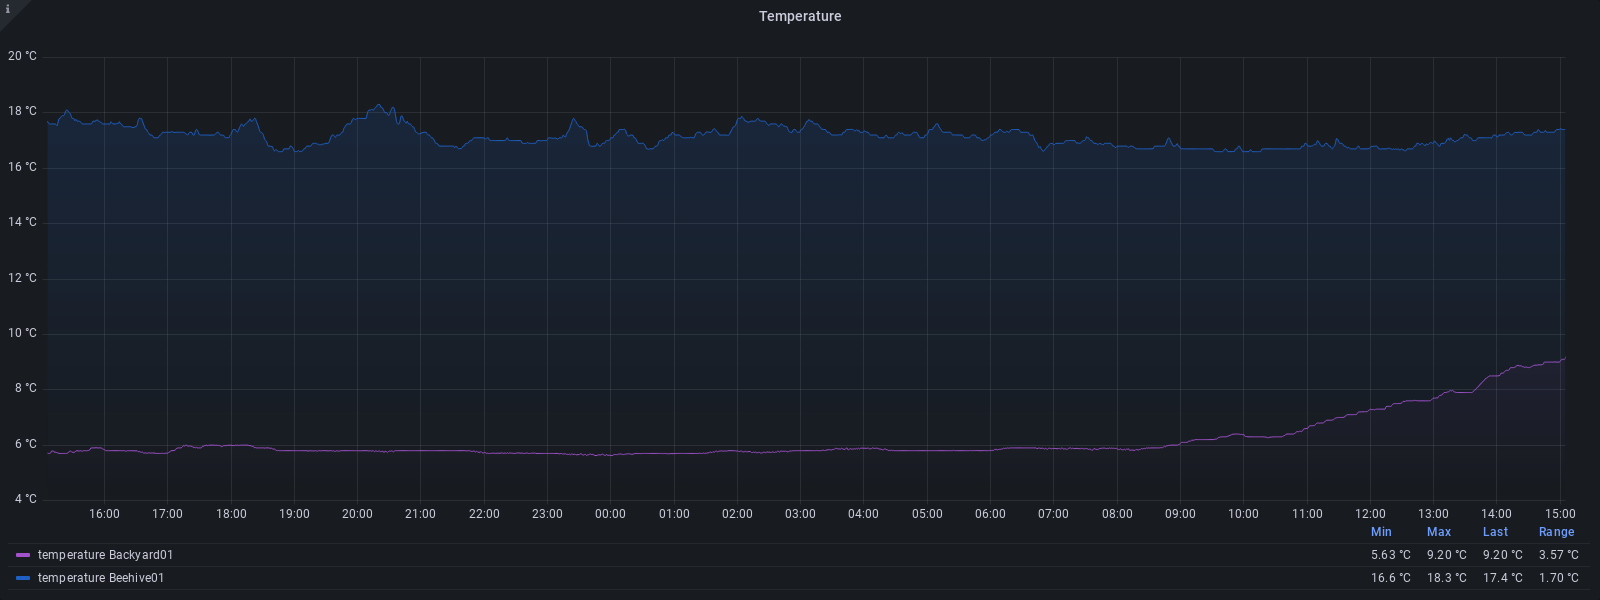 i
Temperature
20 °C
18 °C
16 °C
14 °C
12 °C
10 °C
8 °C
6 °C
4 °C
16:00 17:00 18:00 19:00 20:00 21:00 22:00 23:00 00:00 01:00 02:00 03:00 04:00 05:00 06:00 07:00 08:00 09:00 10:00 11:00 12:00 13:00 14:00 15:00
Min Max Last Range
temperature Backyard01 5.63 °C 9.20 °C 9.20 °C 3.57 °C
temperature Beehive01 16.6 °C 18.3 °C 17.4 °C 1.70 °C